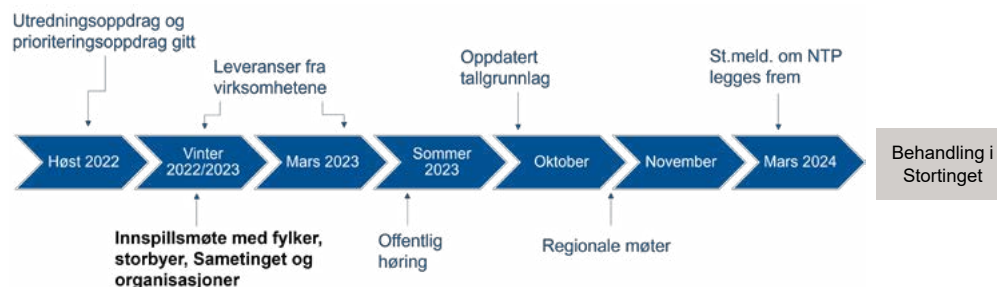 Utredningsoppdrag og
prioriteringsoppdrag gitt
Leveranser fra
virksomhetene
Oppdatert
tallgrunnlag
St.meld. om NTP
legges frem
Høst 2022
Vinter
2022/2023
Mars 2023
Sommer
2023
Oktober
November
Mars 2024
Behandling i
Stortinget
Innspillsmøte med fylker,
storbyer, Sametinget og
organisasjoner
Offentlig
høring
Regionale møter